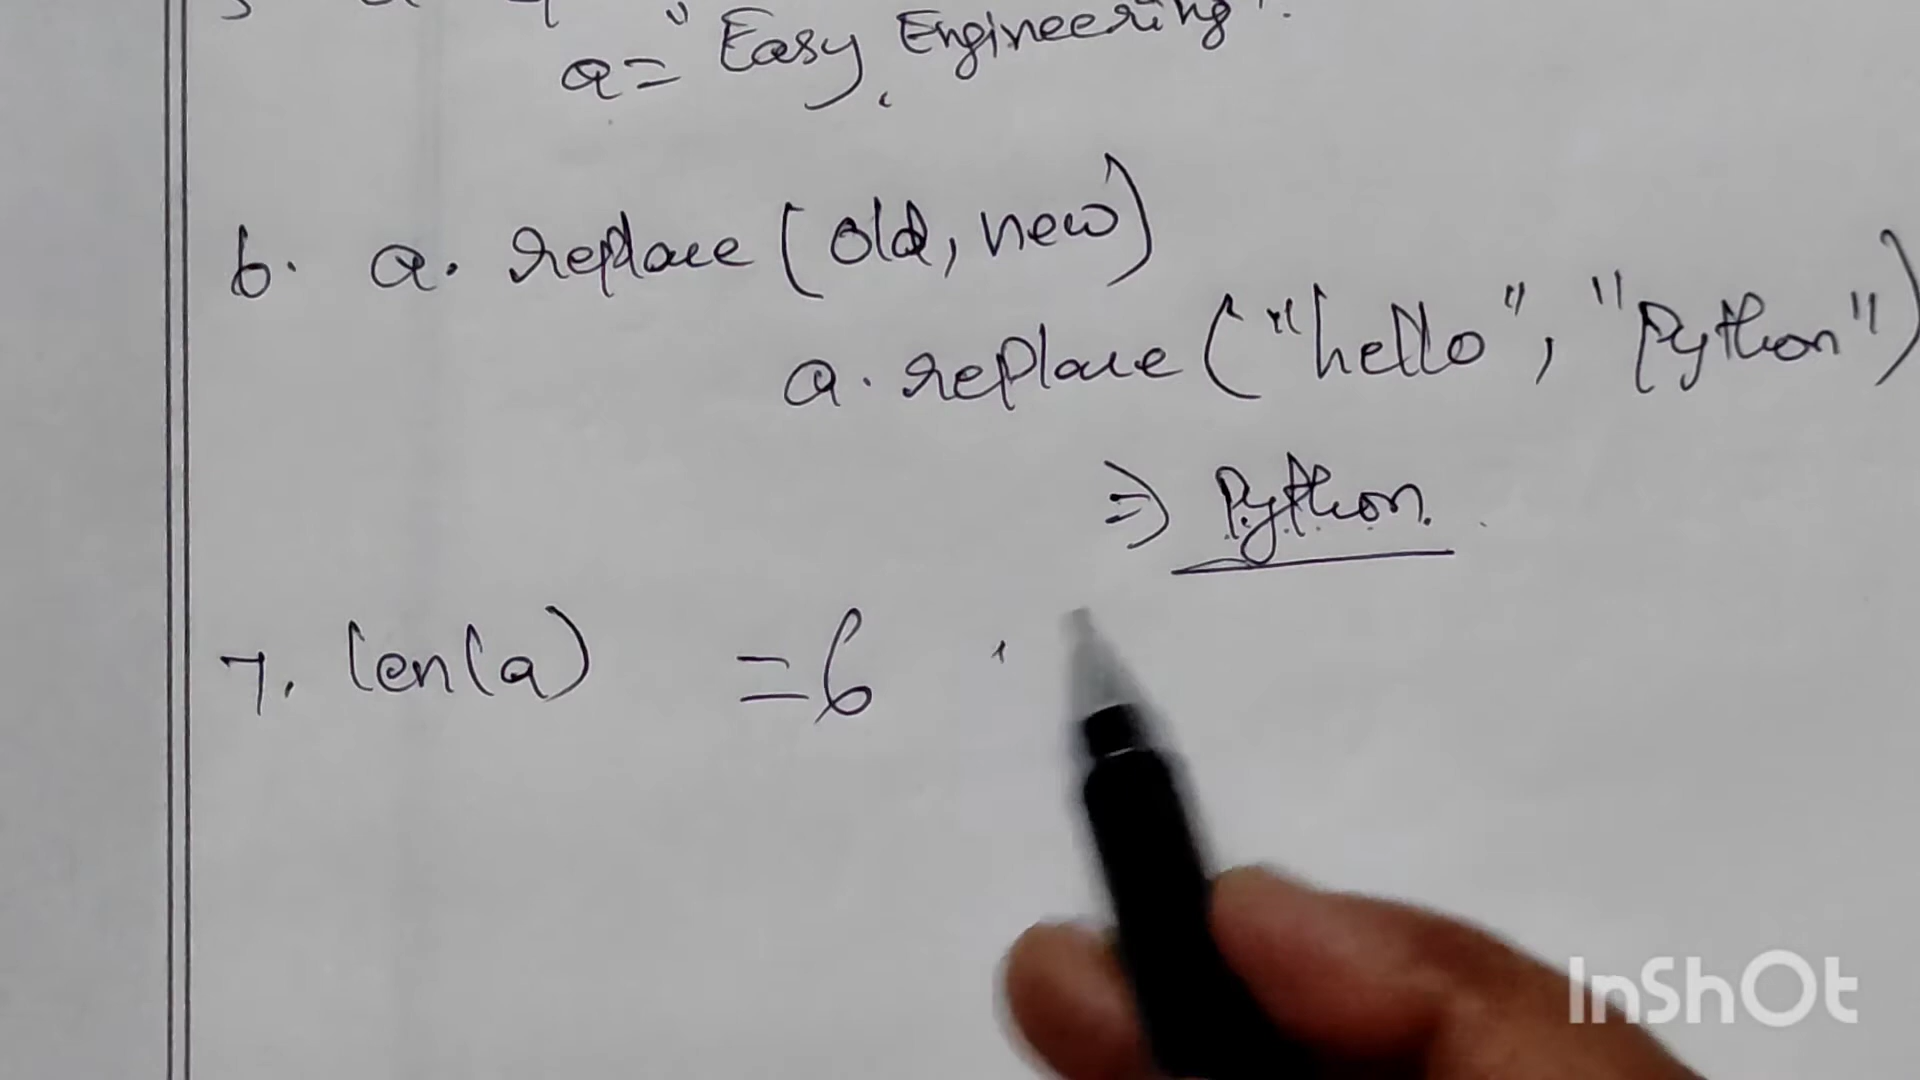 a= "Easy Engineering".
6. a. replace (old, new)
a. replace ("hello", "Python")
⇒ Python.
7. len(a) =6
InShOt